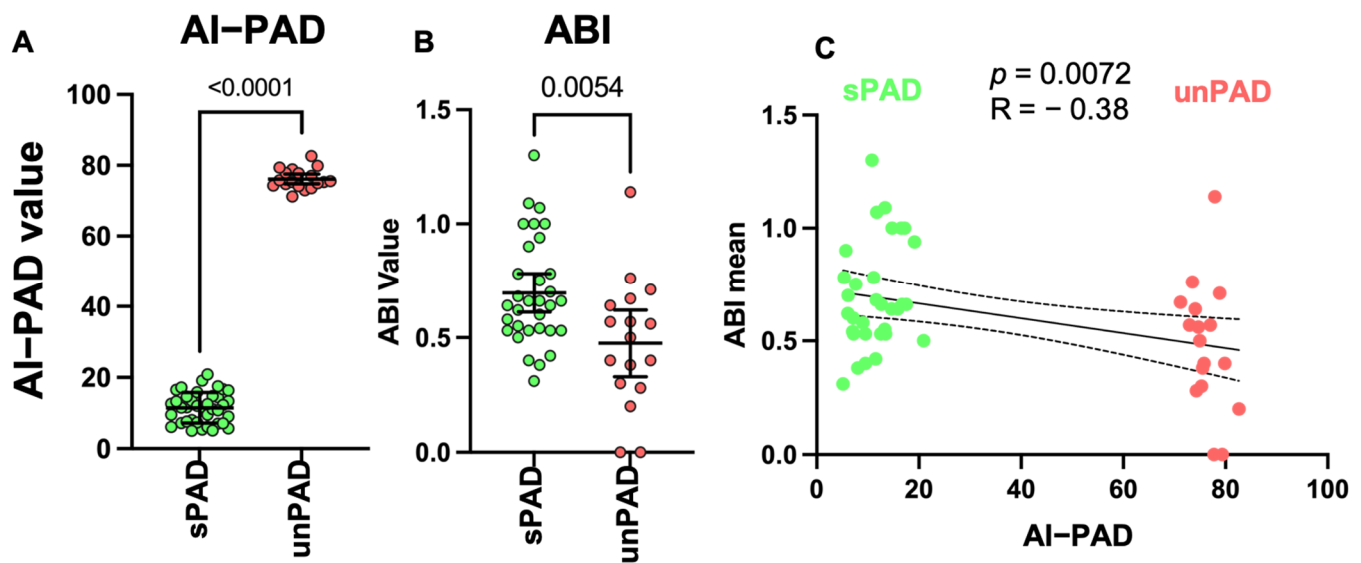 A
AI−PAD
<0.0001
AI−PAD value
100
80
60
40
20
0
sPAD
unPAD
B
ABI
0.0054
ABI Value
1.5
1.0
0.5
0.0
sPAD
unPAD
C
sPAD
p = 0.0072
R = − 0.38
unPAD
ABI mean
1.5
1.0
0.5
0.0
0 20 40 60 80 100
AI−PAD